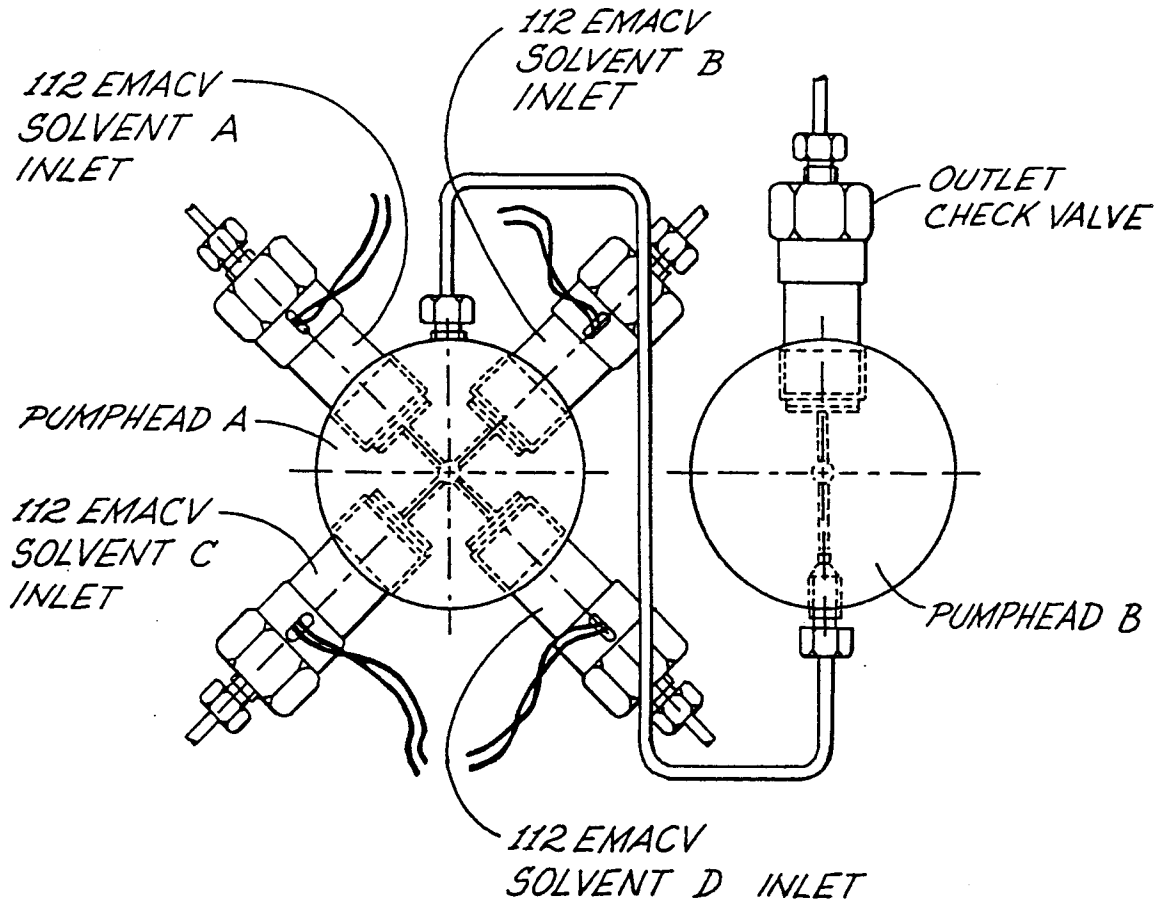 112 EMACV
SOLVENT B
INLET
112 EMACV
SOLVENT A
INLET
OUTLET
CHECK VALVE
PUMPHEAD A
112 EMACV
SOLVENT C
INLET
PUMPHEAD B
112 EMACV
SOLVENT D INLET